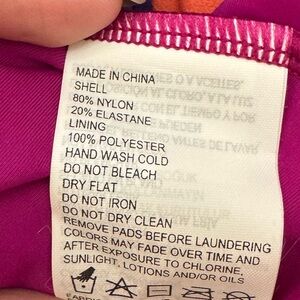 MADE IN CHINA
SHELL
80% NYLON
20% ELASTANE
LINING
100% POLYESTER
HAND WASH COLD
DO NOT BLEACH
DRY FLAT
DO NOT IRON
DO NOT DRY CLEAN
REMOVE PADS BEFORE LAUNDERING
COLORS MAY FADE OVER TIME AND
AFTER EXPOSURE TO CHLORINE,
SUNLIGHT, LOTIONS AND/OR OILS